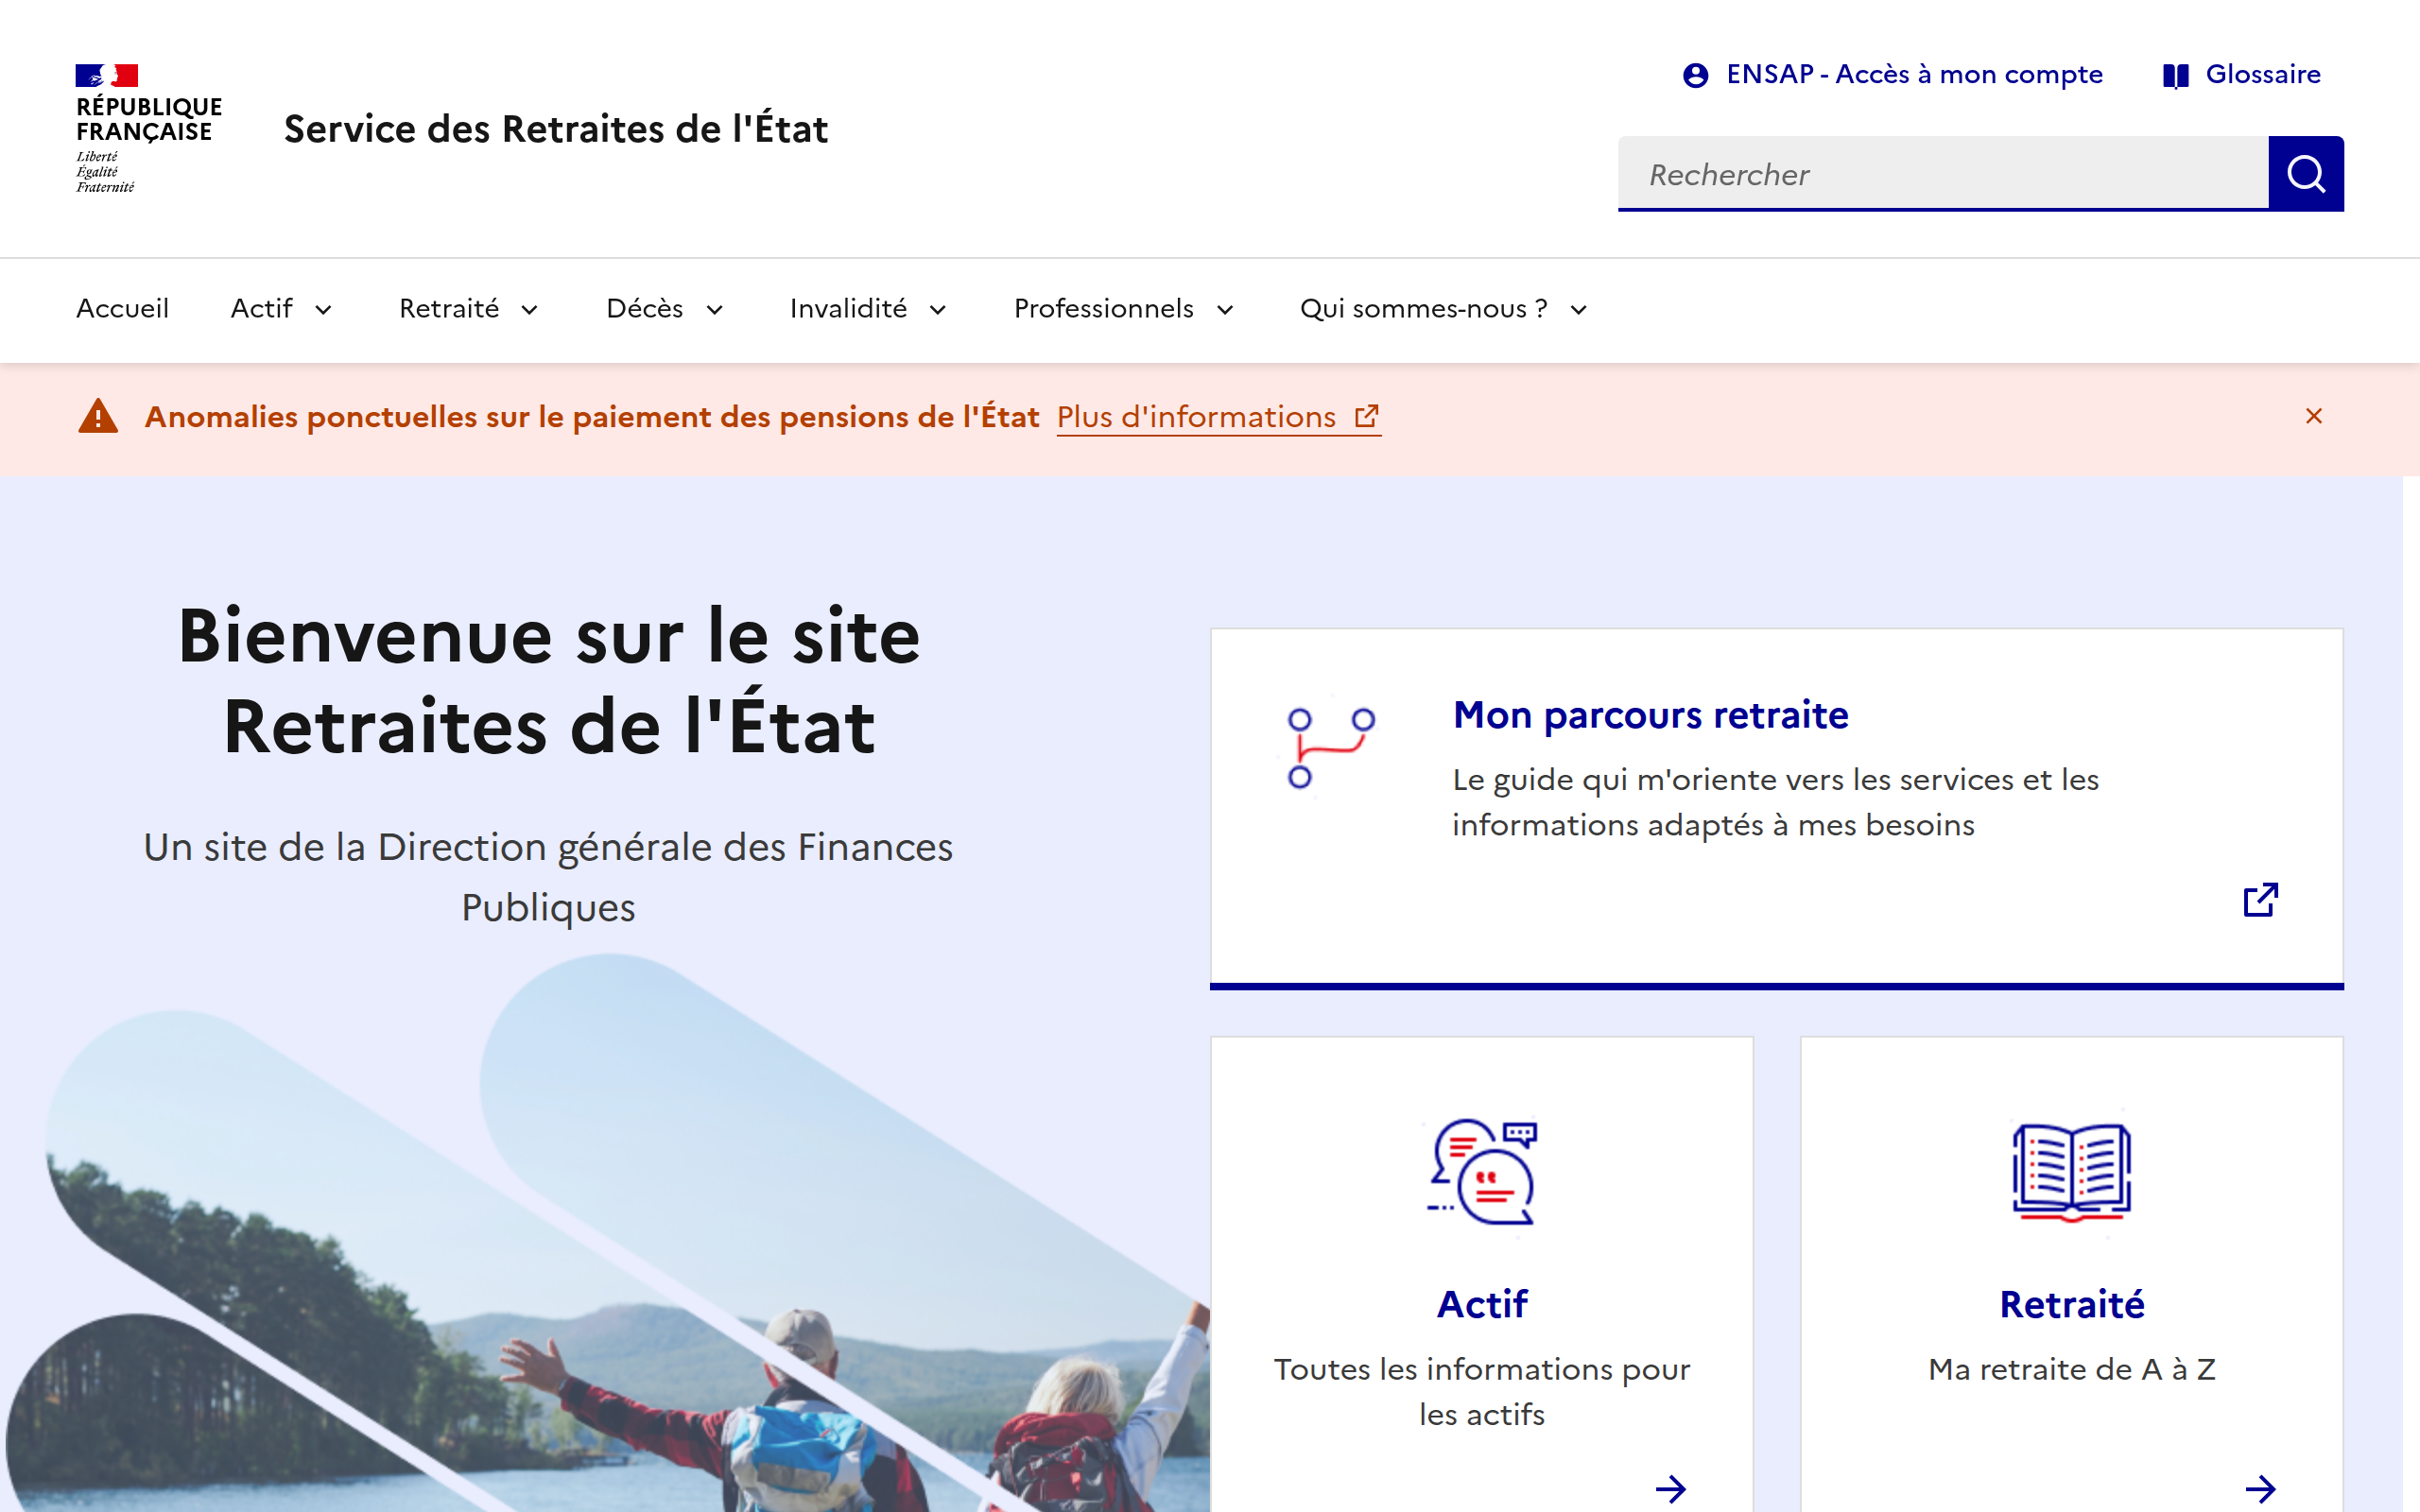 RÉPUBLIQUE
FRANÇAISE
Liberté
Égalité
Fraternité
Service des Retraites de l'État
ENSAP - Accès à mon compte
Glossaire
Rechercher
Accueil
Actif
Retraité
Décès
Invalidité
Professionnels
Qui sommes-nous ?
Anomalies ponctuelles sur le paiement des pensions de l'État Plus d'informations
Bienvenue sur le site
Retraites de l'État
Un site de la Direction générale des Finances
Publiques
Mon parcours retraite
Le guide qui m'oriente vers les services et les
informations adaptés à mes besoins
Actif
Toutes les informations pour
les actifs
Retraité
Ma retraite de A à Z